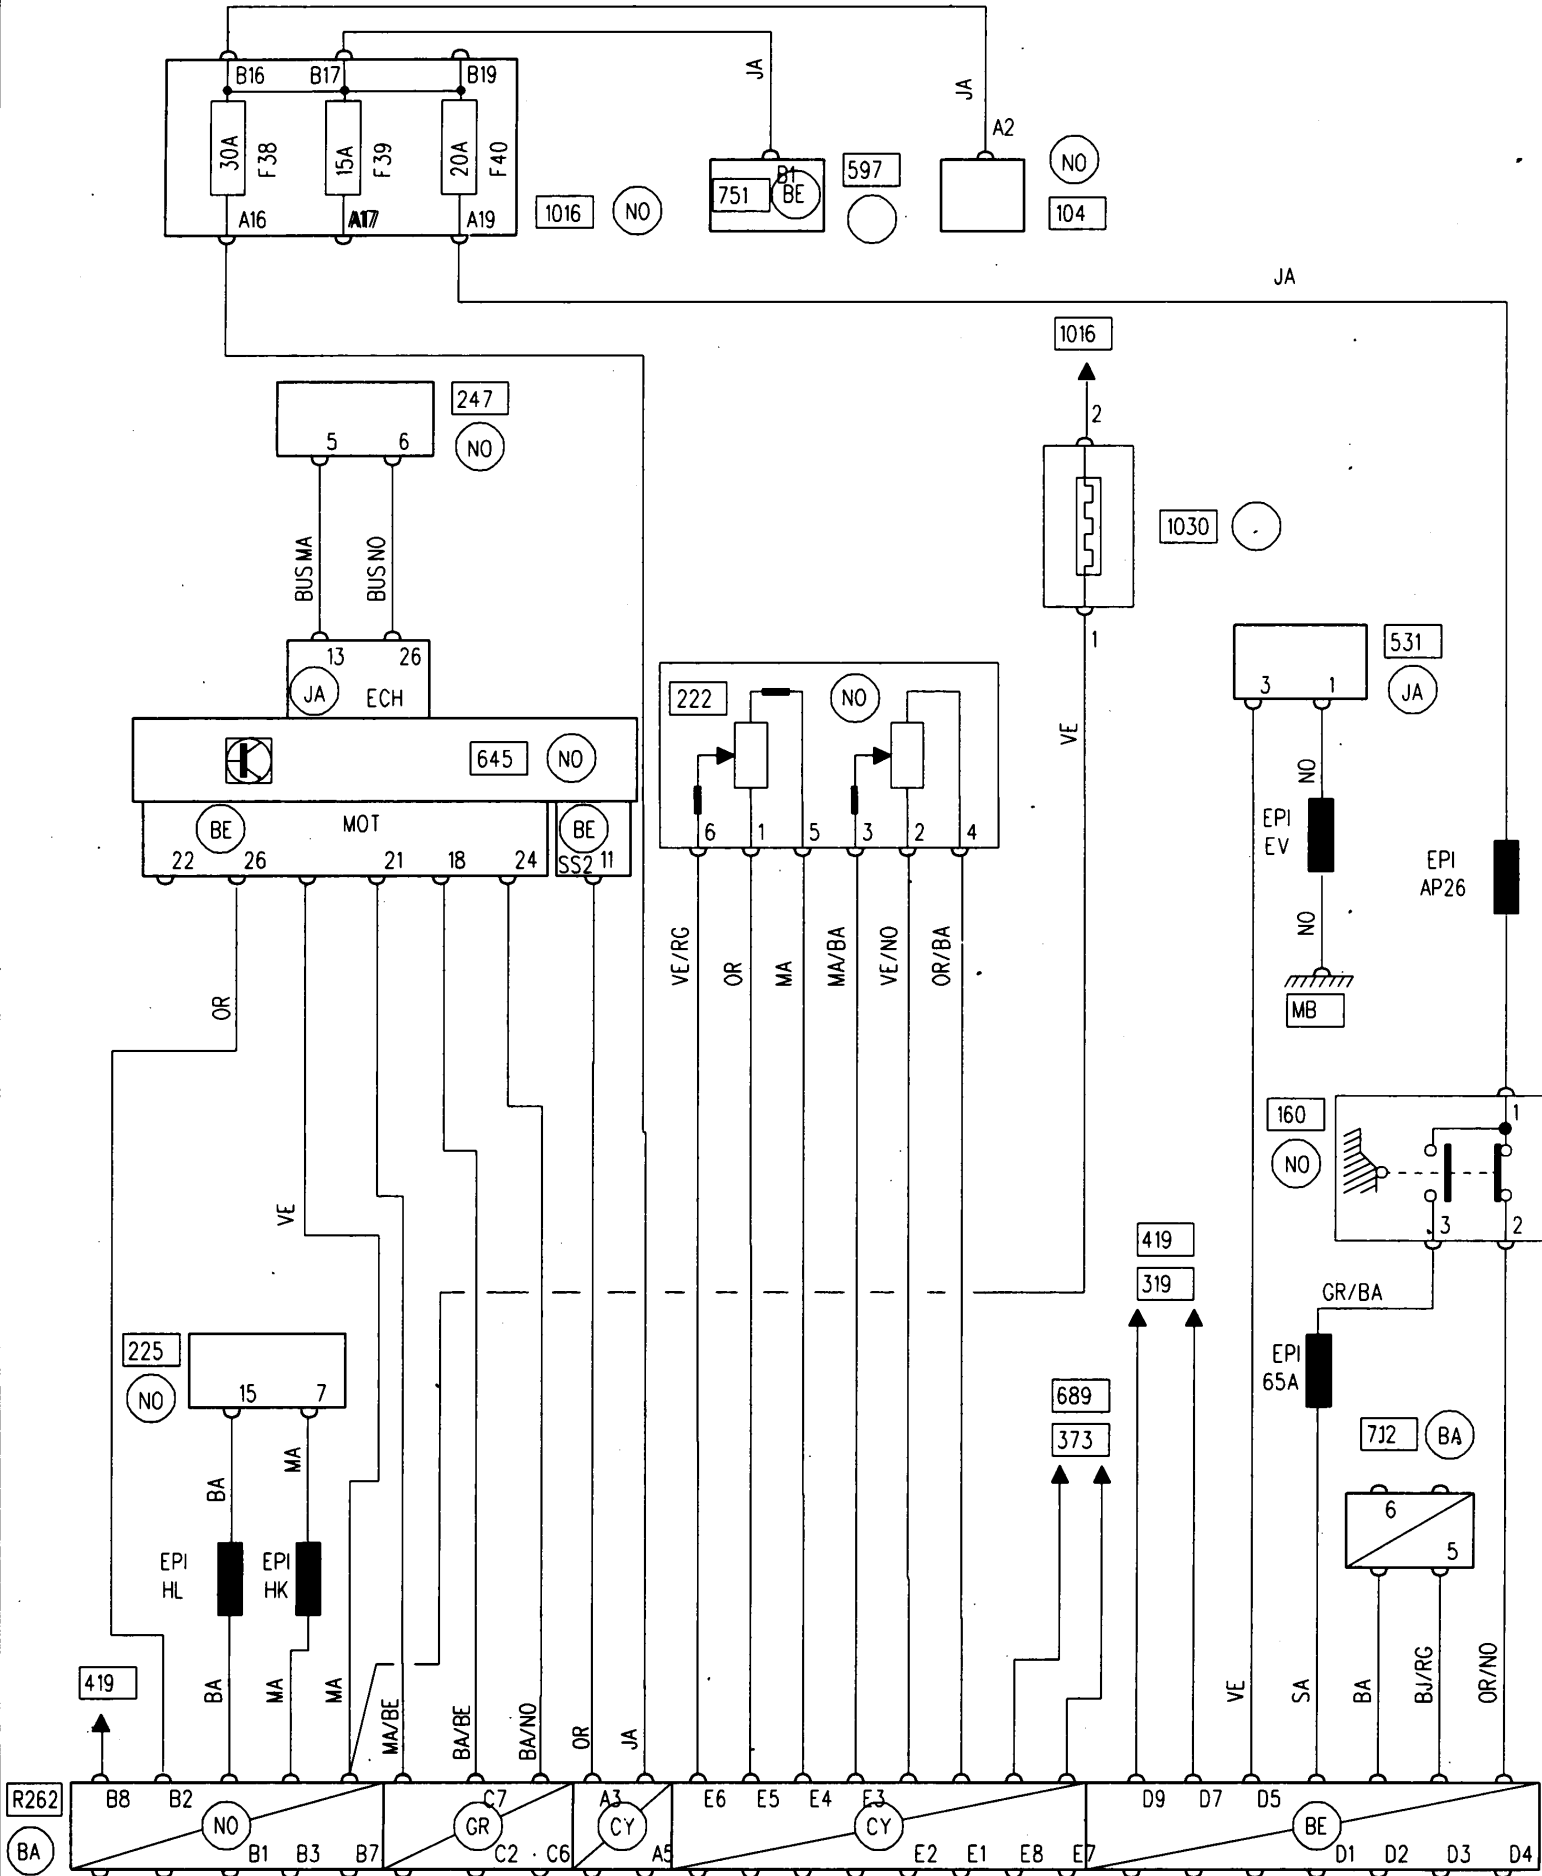 B16 B17 B19
JA
JA
30A F38 15A F39 20A F40
A2
A16 A17 A19
1016 NO
751 B1 BE
597
NO
104
JA
1016
2
247
5 6
NO
BUS MA BUS NO
1030
1
13 26
JA ECH
645 NO
BE MOT BE
22 26 21 18 24 SS2 11
222 NO
6 1 5 3 2 4
VE
531
3 1
JA
NO
EPI
EV
NO
MB
EPI
AP26
VE/RG OR MA MA/BA VE/NO OR/BA
OR
VE
160
NO
1
3 2
419
319
GR/BA
EPI
65A
225
NO
15 7
BA MA
EPI
HL
EPI
HK
689
373
712 BA
6
5
419
BA MA MA MA/BE BA/BE BA/NO OR JA
VE SA BA BJ/RG OR/NO
R262
BA
B8 B2 C7 A3 E6 E5 E4 E3 D9 D7 D5
NO GR CY CY BE
B1 B3 B7 C2 C6 A5 E2 E1 E8 E7 D1 D2 D3 D4